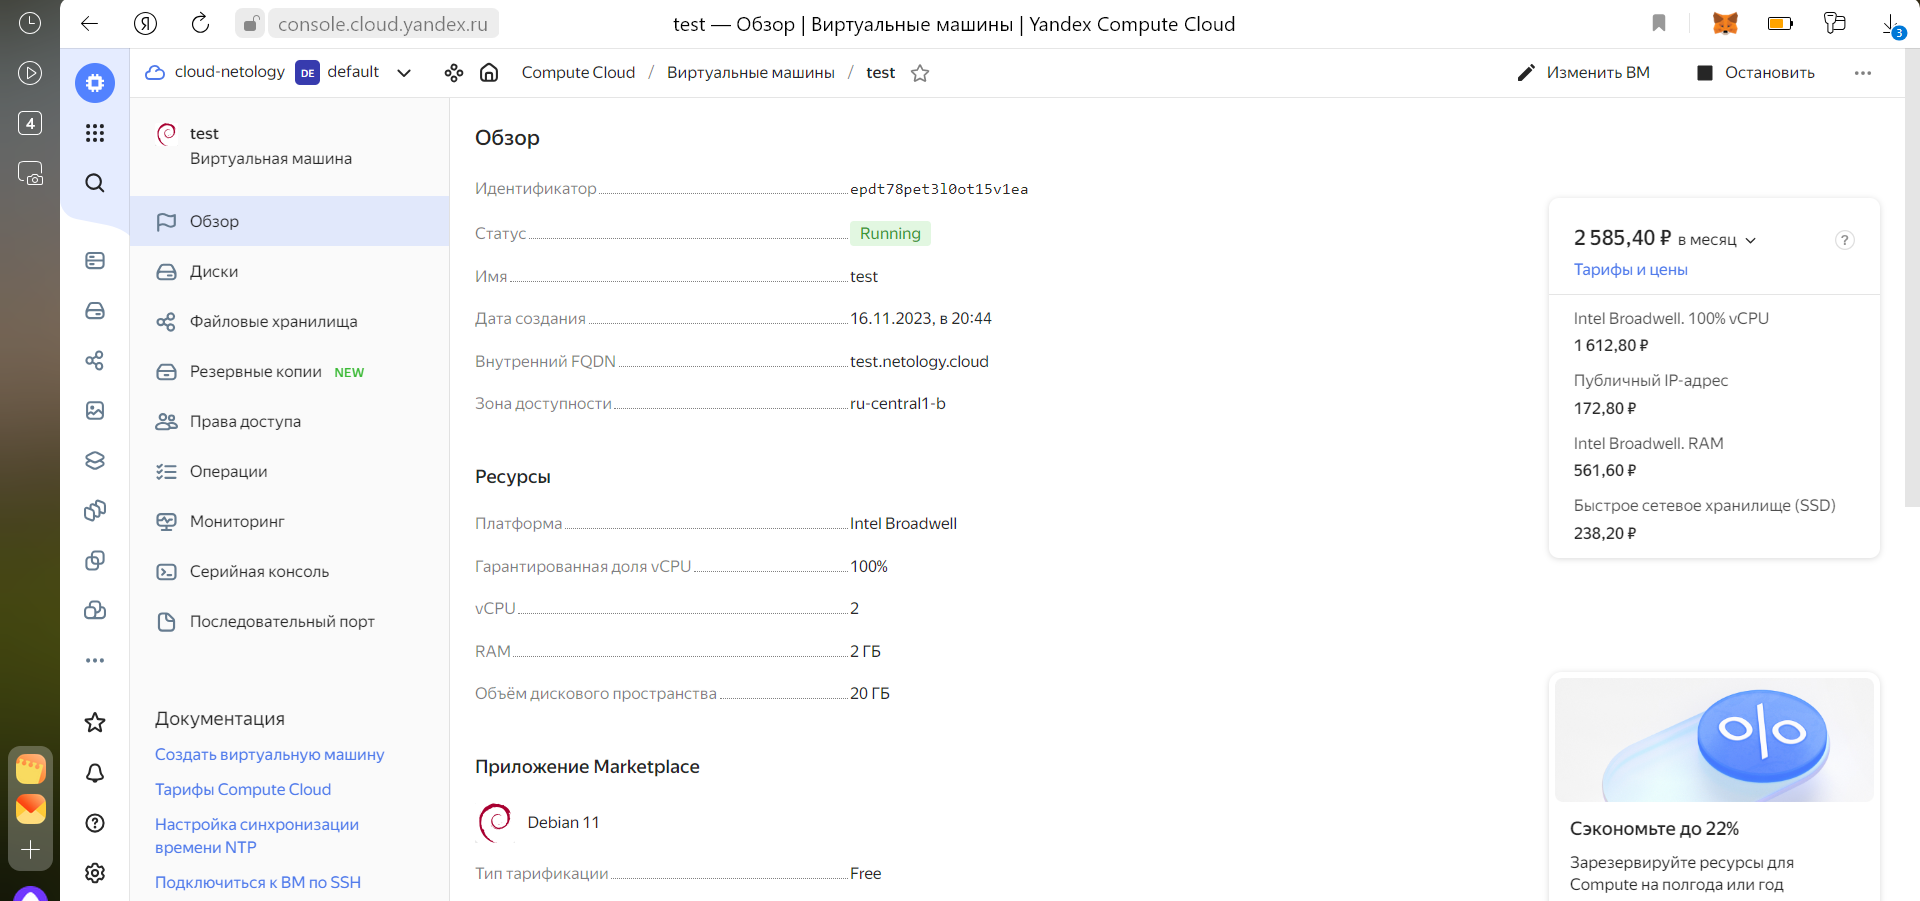 console.cloud.yandex.ru
test — Обзор | Виртуальные машины | Yandex Compute Cloud
3
4
cloud-netology
DE
default
Compute Cloud / Виртуальные машины / test
Изменить ВМ
Остановить
test
Виртуальная машина
Обзор
Диски
Файловые хранилища
Резервные копии NEW
Права доступа
Операции
Мониторинг
Серийная консоль
Последовательный порт
Документация
Создать виртуальную машину
Тарифы Compute Cloud
Настройка синхронизации
времени NTP
Подключиться к ВМ по SSH
Обзор
Идентификатор epdt78pet3l0ot15v1ea
Статус Running
Имя test
Дата создания 16.11.2023, в 20:44
Внутренний FQDN test.netology.cloud
Зона доступности ru-central1-b
Ресурсы
Платформа Intel Broadwell
Гарантированная доля vCPU 100%
vCPU 2
RAM 2 ГБ
Объём дискового пространства 20 ГБ
Приложение Marketplace
Debian 11
Тип тарификации Free
2 585,40 ₽ в месяц
?
Тарифы и цены
Intel Broadwell. 100% vCPU
1 612,80 ₽
Публичный IP-адрес
172,80 ₽
Intel Broadwell. RAM
561,60 ₽
Быстрое сетевое хранилище (SSD)
238,20 ₽
%
Сэкономьте до 22%
Зарезервируйте ресурсы для
Compute на полгода или год